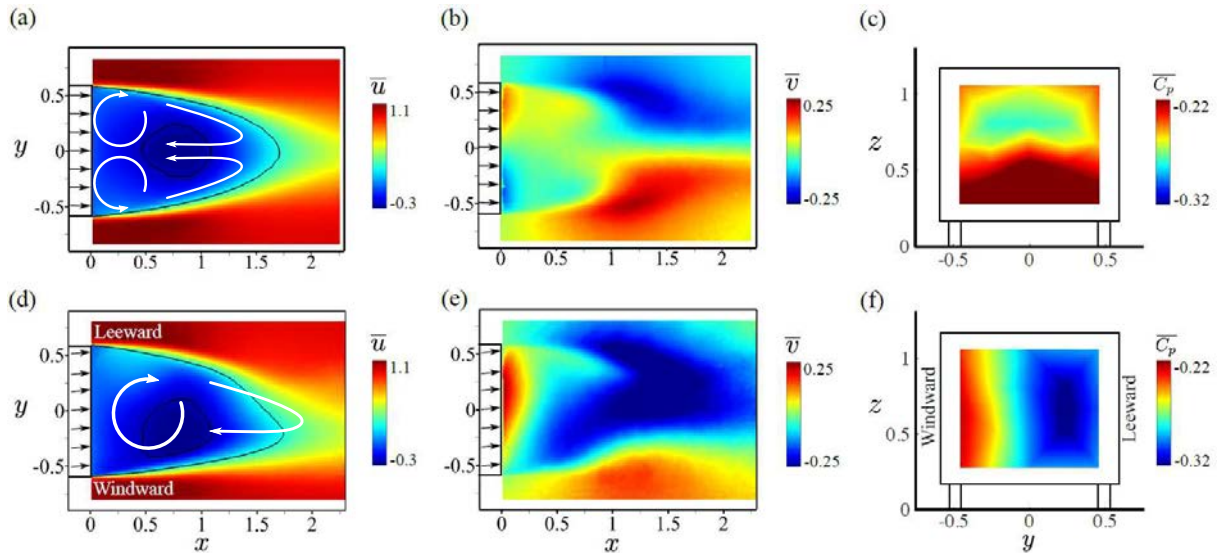 (a)
(b)
(c)
u̅
1.1
-0.3
v̅
0.25
-0.25
C̅p̅
-0.22
-0.32
y
0.5
0
-0.5
0 0.5 1 1.5 2
0.5
0
-0.5
0 0.5 1 1.5 2
z
1
0.5
0
-0.5 0 0.5
(d)
(e)
(f)
Leeward
Windward
u̅
1.1
-0.3
v̅
0.25
-0.25
C̅p̅
-0.22
-0.32
y
0.5
0
-0.5
0 0.5 1 1.5 2
x
0.5
0
-0.5
0 0.5 1 1.5 2
x
z
1
0.5
0
Windward
Leeward
-0.5 0 0.5
y